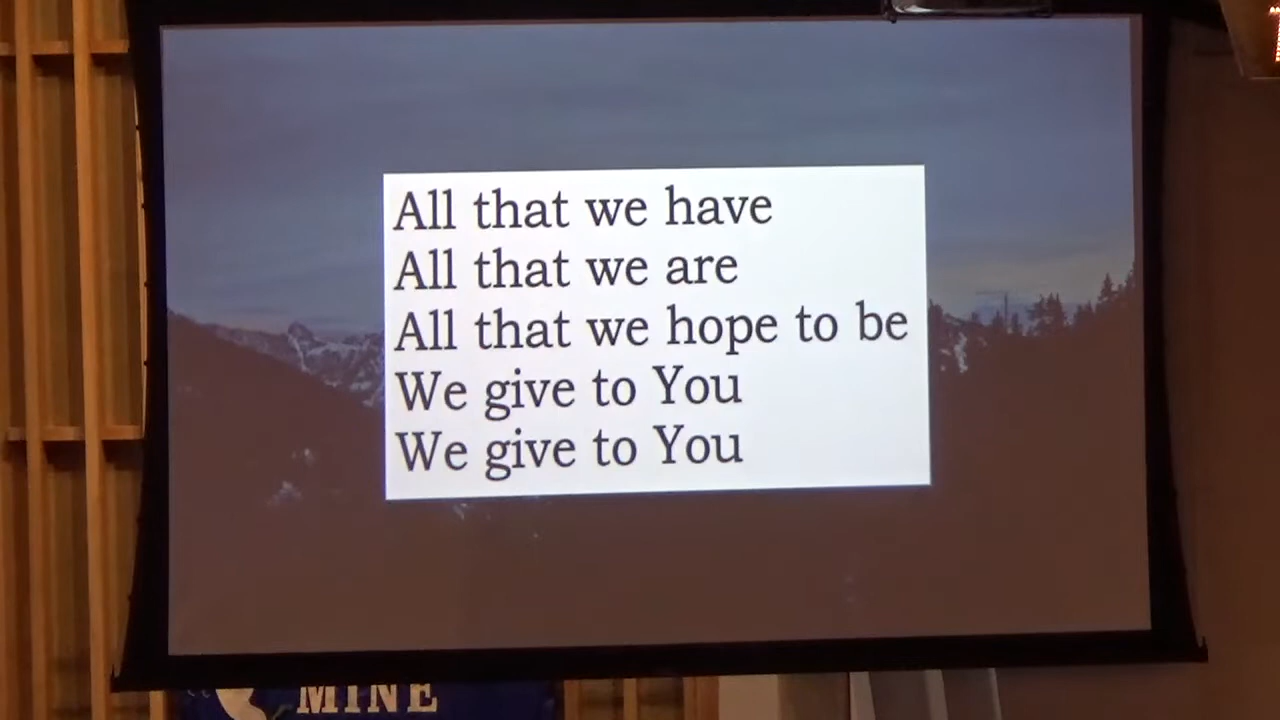 All that we have
All that we are
All that we hope to be
We give to You
We give to You
MINE